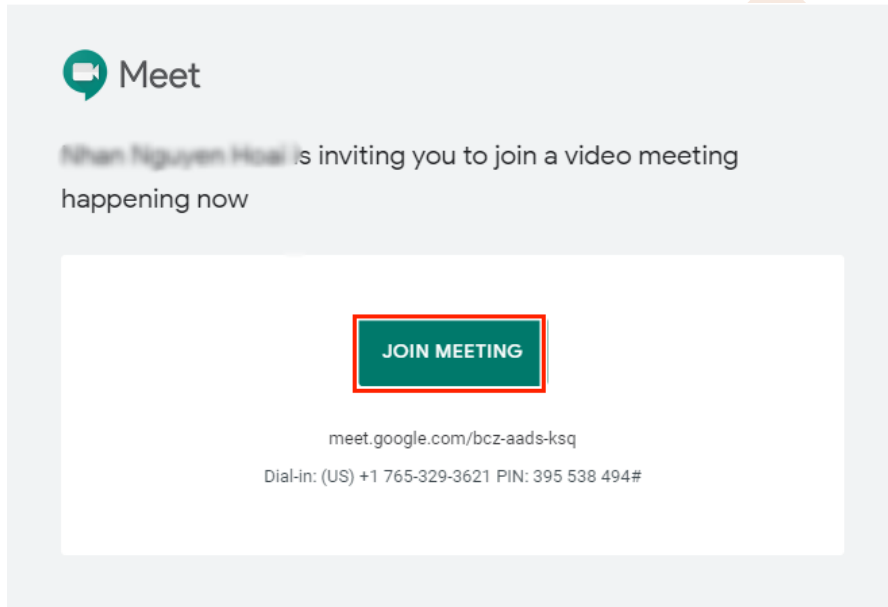 Meet
is inviting you to join a video meeting
happening now
JOIN MEETING
meet.google.com/bcz-aads-ksq
Dial-in: (US) +1 765-329-3621 PIN: 395 538 494#